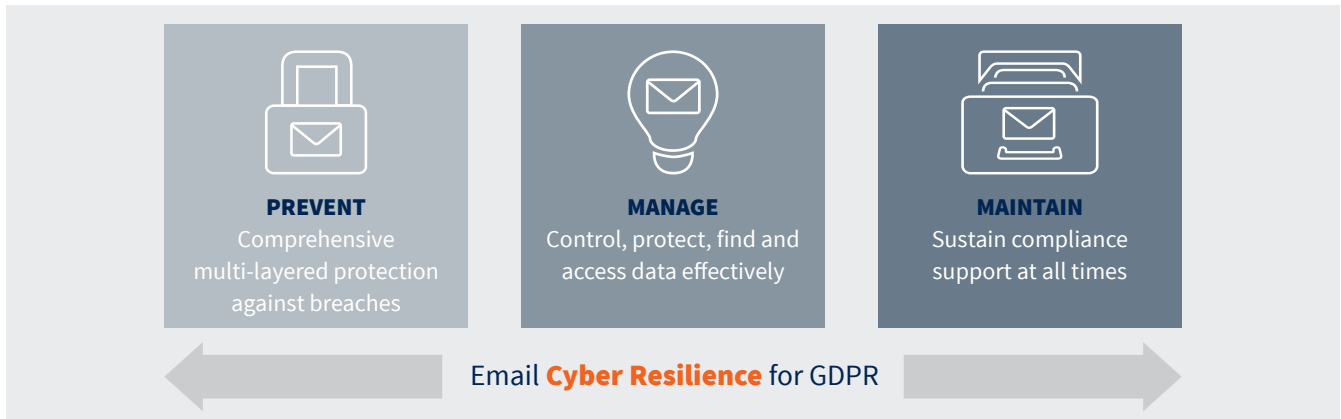 PREVENT
Comprehensive
multi-layered protection
against breaches
MANAGE
Control, protect, find and
access data effectively
MAINTAIN
Sustain compliance
support at all times
Email Cyber Resilience for GDPR